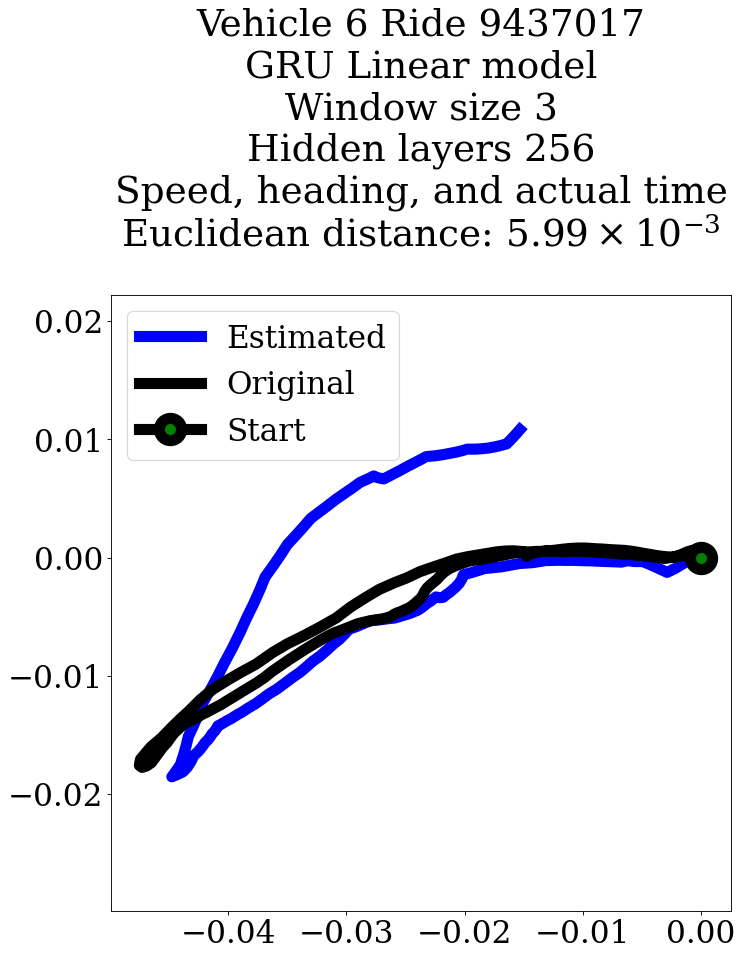 Vehicle 6 Ride 9437017
GRU Linear model
Window size 3
Hidden layers 256
Speed, heading, and actual time
Euclidean distance: 5.99 × 10⁻³
0.02
0.01
0.00
−0.01
−0.02
Estimated
Original
Start
−0.04 −0.03 −0.02 −0.01 0.00